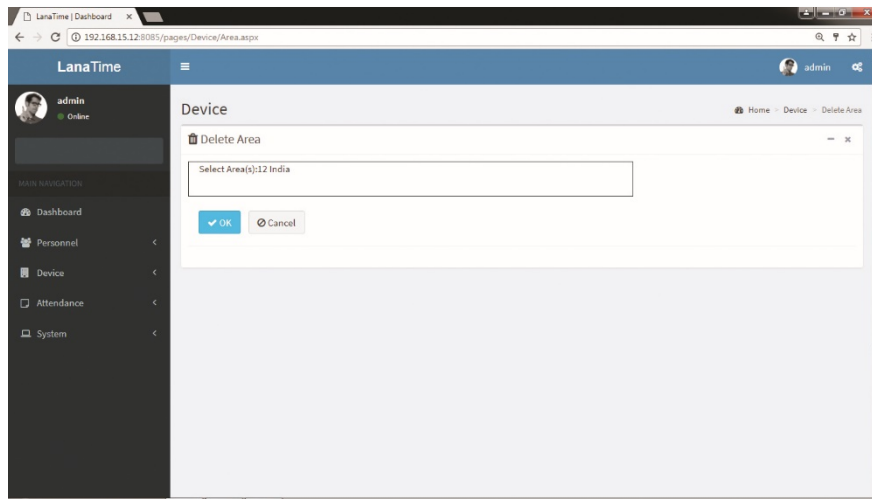 LanaTime | Dashboard
192.168.15.12:8085/pages/Device/Area.aspx
LanaTime
admin
admin
Online
MAIN NAVIGATION
Dashboard
Personnel
Device
Attendance
System
Device
Home > Device > Delete Area
Delete Area
Select Area(s):12 India
OK
Cancel